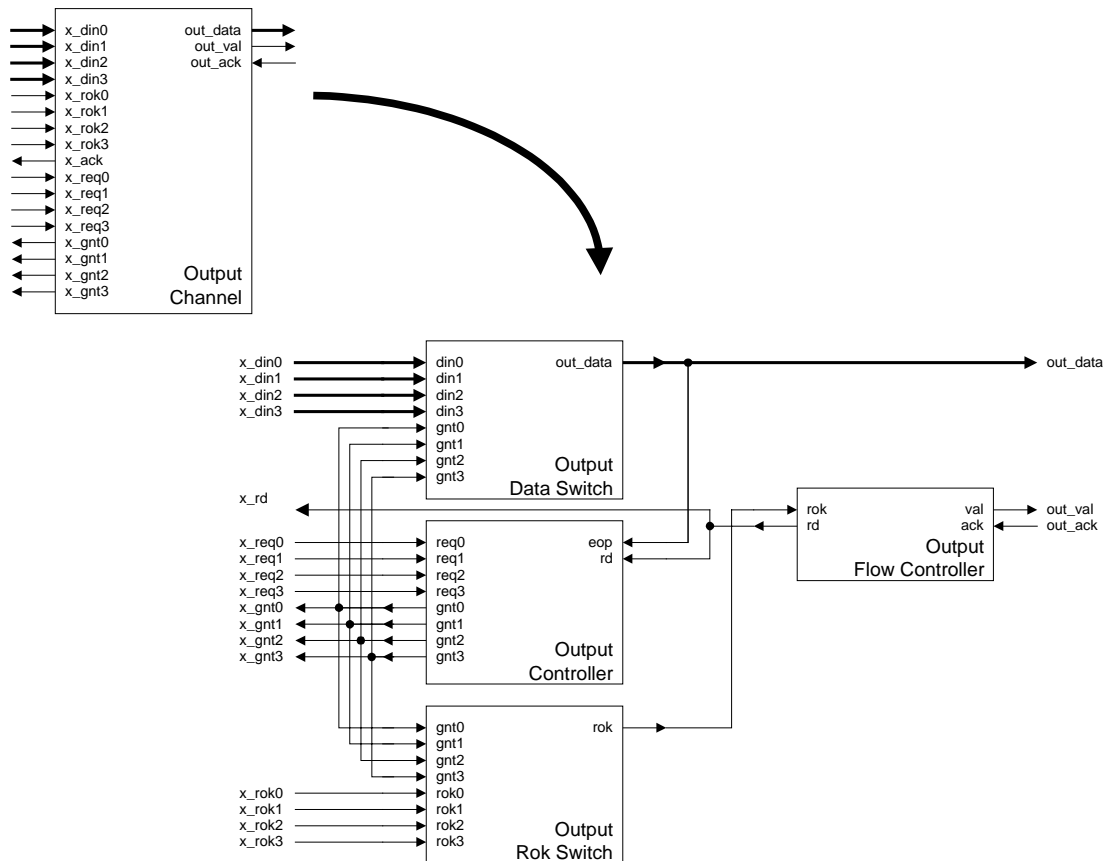 x_din0 out_data
x_din1 out_val
x_din2 out_ack
x_din3
x_rok0
x_rok1
x_rok2
x_rok3
x_ack
x_req0
x_req1
x_req2
x_req3
x_gnt0
x_gnt1
x_gnt2 Output
x_gnt3 Channel
x_din0 din0 out_data out_data
x_din1 din1
x_din2 din2
x_din3 din3
gnt0
gnt1
gnt2 Output
gnt3 Data Switch
x_rd
rok val out_val
rd ack out_ack
Output
Flow Controller
x_req0 req0 eop
x_req1 req1 rd
x_req2 req2
x_req3 req3
x_gnt0 gnt0
x_gnt1 gnt1
x_gnt2 gnt2 Output
x_gnt3 gnt3 Controller
gnt0 rok
gnt1
gnt2
gnt3
x_rok0 rok0
x_rok1 rok1
x_rok2 rok2 Output
x_rok3 rok3 Rok Switch